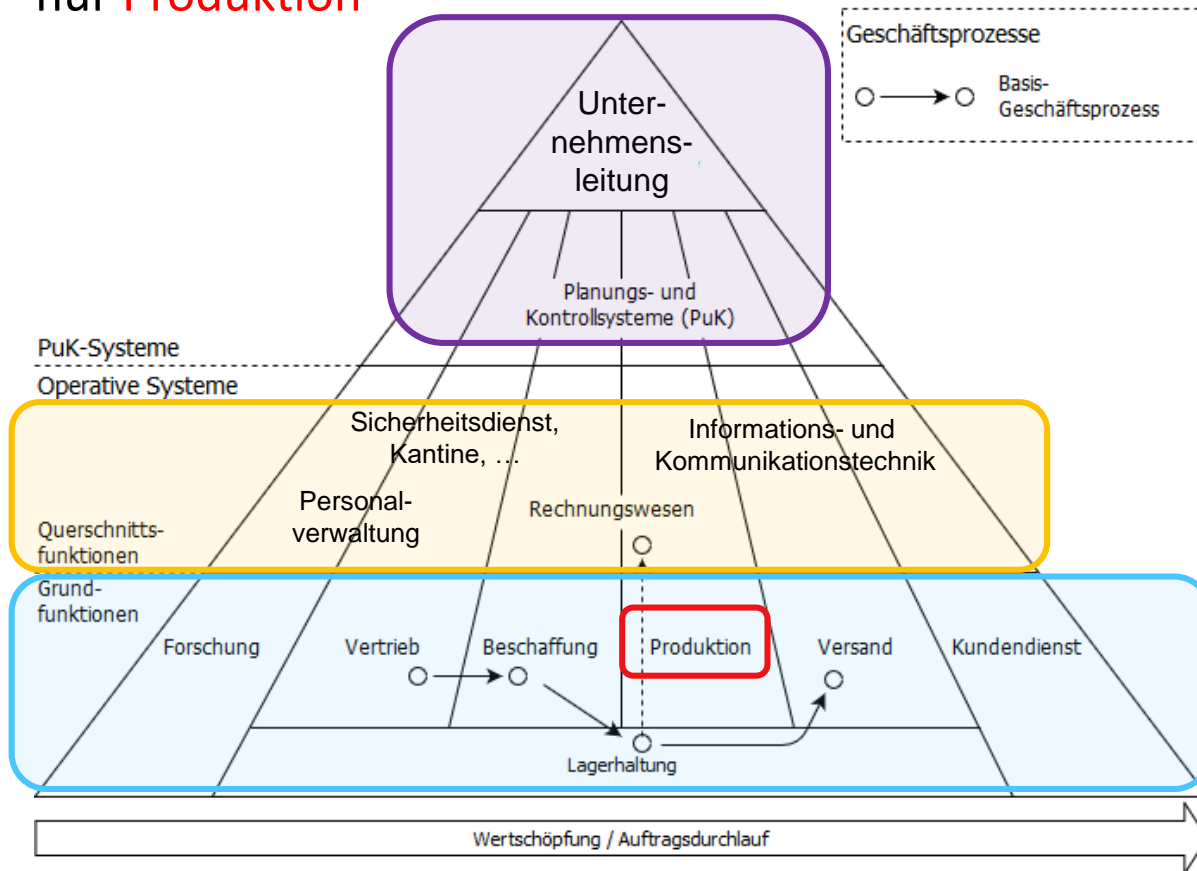 nur Produktion
Geschäftsprozesse
Basis-
Geschäftsprozess
Unter-
nehmens-
leitung
Planungs- und
Kontrollsysteme (PuK)
PuK-Systeme
Operative Systeme
Sicherheitsdienst,
Kantine, …
Informations- und
Kommunikationstechnik
Personal-
verwaltung
Rechnungswesen
Querschnitts-
funktionen
Grund-
funktionen
Forschung
Vertrieb
Beschaffung
Produktion
Versand
Kundendienst
Lagerhaltung
Wertschöpfung / Auftragsdurchlauf